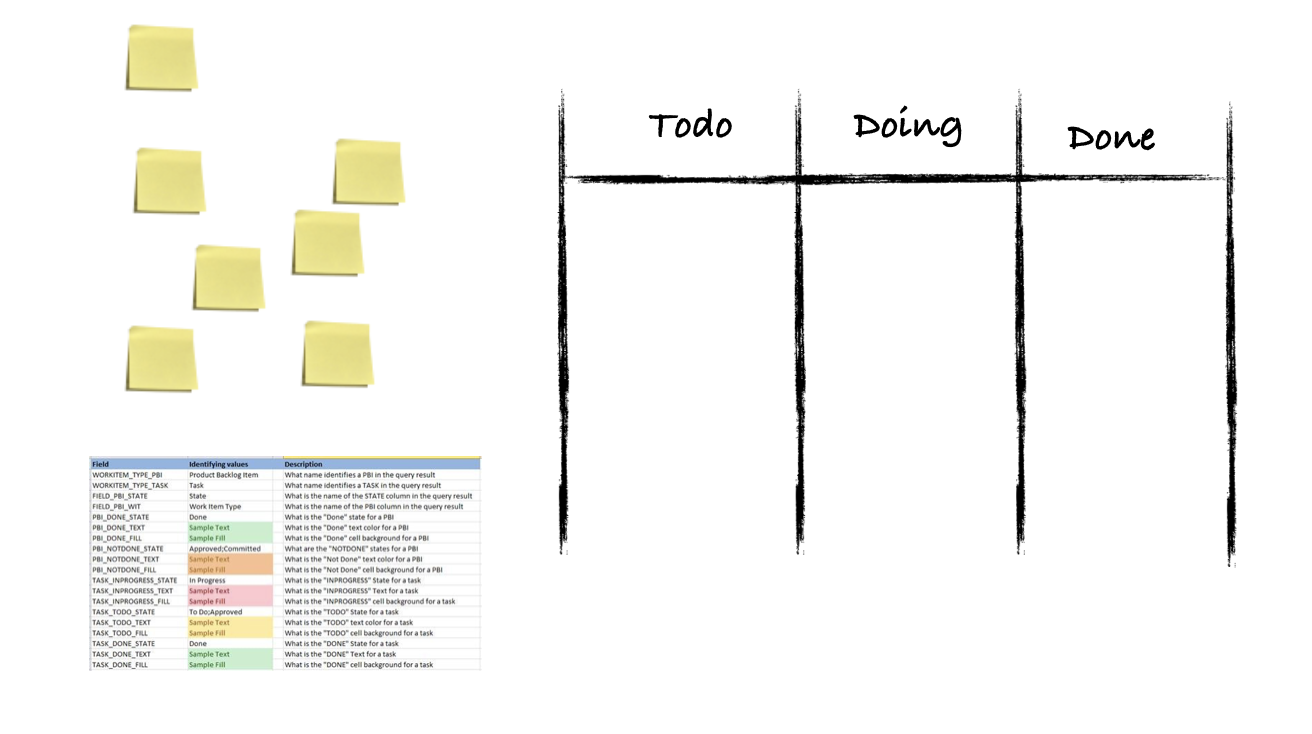 Todo Doing Done
Field Identifying values Description
WORKITEM_TYPE_PBI Product Backlog Item What name identifies a PBI in the query result
WORKITEM_TYPE_TASK Task What name identifies a TASK in the query result
FIELD_PBI_STATE State What is the name of the STATE column in the query result
FIELD_PBI_WIT Work Item Type What is the name of the PBI column in the query result
PBI_DONE_STATE Done What is the "Done" state for a PBI
PBI_DONE_TEXT Sample Text What is the "Done" text color for a PBI
PBI_DONE_FILL Sample Fill What is the "Done" cell background for a PBI
PBI_NOTDONE_STATE Approved;Committed What are the "NOTDONE" states for a PBI
PBI_NOTDONE_TEXT Sample Text What is the "Not Done" text color for a PBI
PBI_NOTDONE_FILL Sample Fill What is the "Not Done" cell background for a PBI
TASK_INPROGRESS_STATE In Progress What is the "INPROGRESS" State for a task
TASK_INPROGRESS_TEXT Sample Text What is the "INPROGRESS" Text for a task
TASK_INPROGRESS_FILL Sample Fill What is the "INPROGRESS" cell background for a task
TASK_TODO_STATE To Do;Approved What is the "TODO" State for a task
TASK_TODO_TEXT Sample Text What is the "TODO" text color for a task
TASK_TODO_FILL Sample Fill What is the "TODO" cell background for a task
TASK_DONE_STATE Done What is the "DONE" State for a task
TASK_DONE_TEXT Sample Text What is the "DONE" Text for a task
TASK_DONE_FILL Sample Fill What is the "DONE" cell background for a task